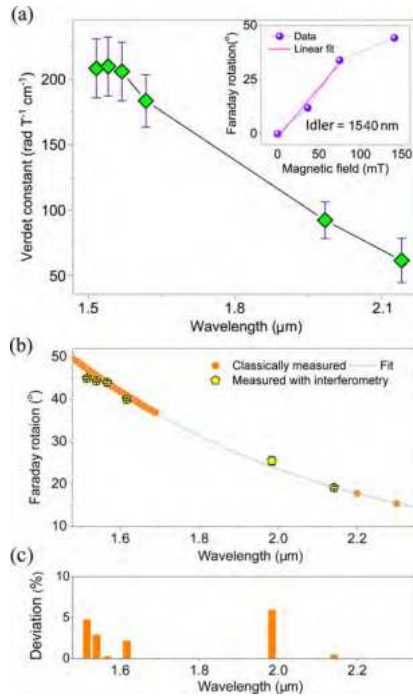 (a)
Verdet constant (rad T⁻¹ cm⁻¹)
200
150
100
50
1.5
1.8
2.1
Wavelength (µm)
Faraday rotation(°)
50
25
0
Data
Linear fit
Idler = 1540 nm
0
50
100
150
Magnetic field (mT)
(b)
Faraday rotaion (°)
50
40
30
20
10
Classically measured
Fit
Measured with interferometry
1.6
1.8
2.0
2.2
Wavelength (µm)
(c)
Deviation (%)
10
5
0
1.6
1.8
2.0
2.2
Wavelength (µm)